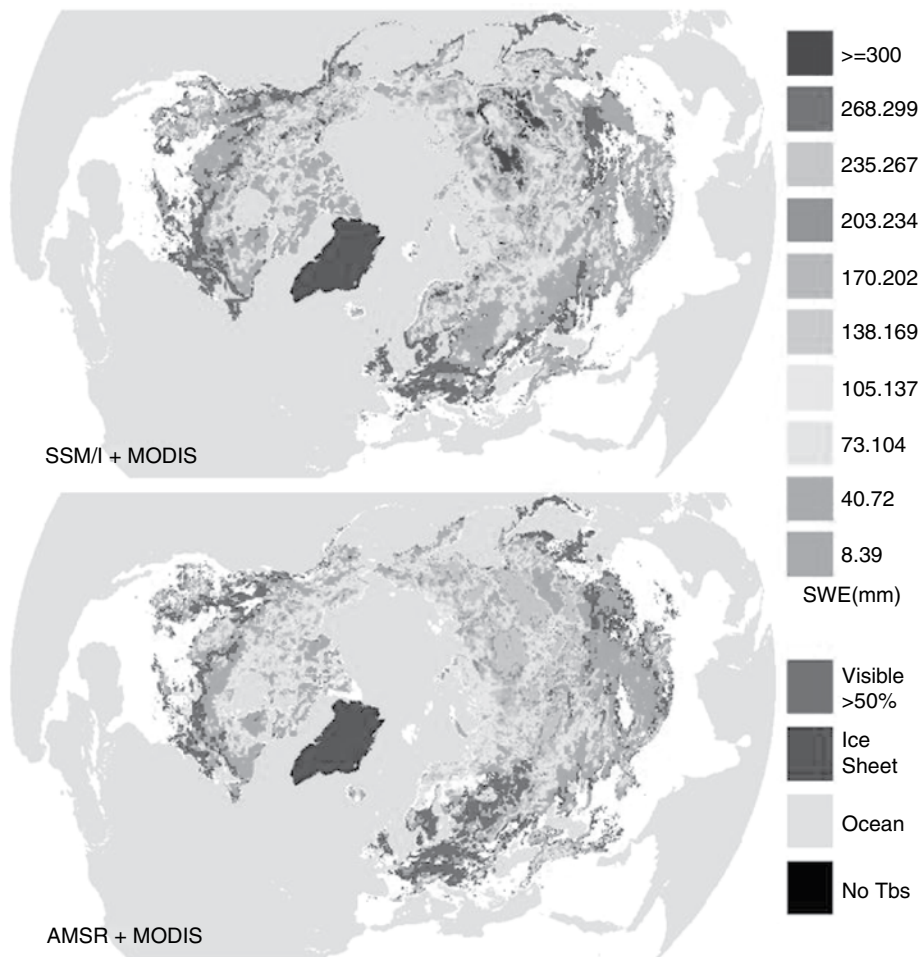 >=300
268.299
235.267
203.234
170.202
138.169
105.137
73.104
40.72
8.39
SWE(mm)
SSM/I + MODIS
Visible
>50%
Ice
Sheet
Ocean
No Tbs
AMSR + MODIS